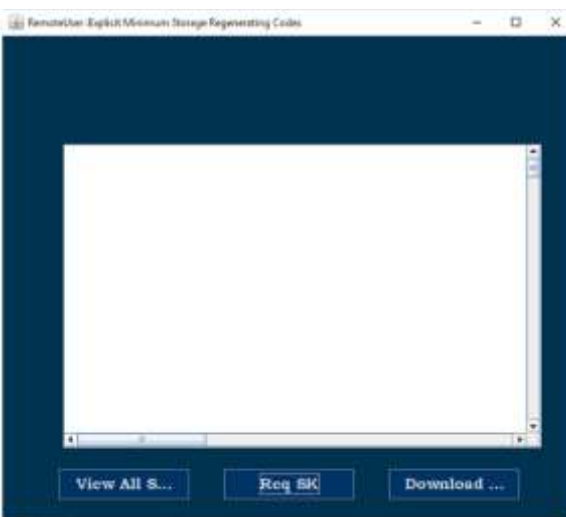 RemoteUser :Explicit Minimum Storage Regenerating Codes
View All S...
Req SK
Download ...